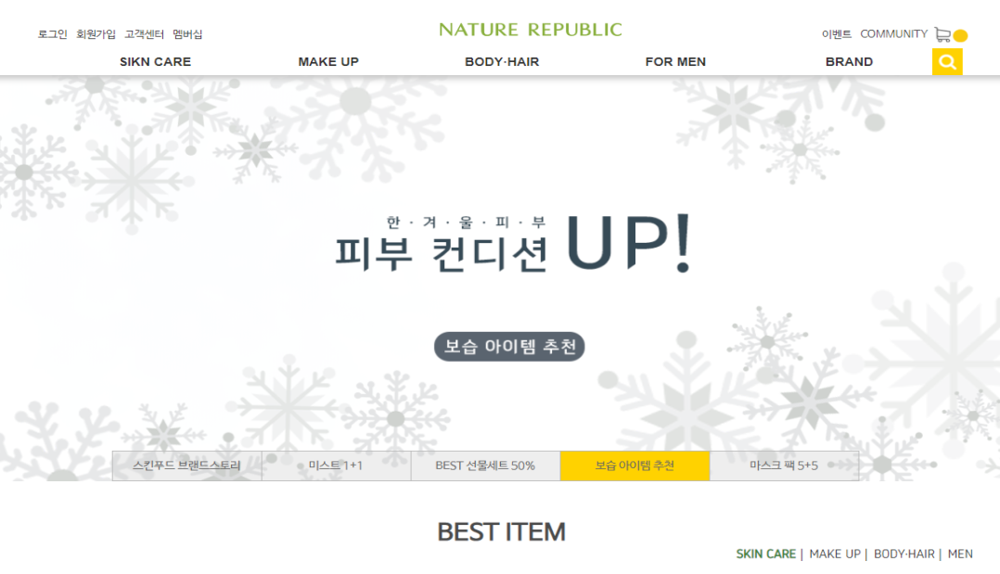 로그인 회원가입 고객센터 멤버십
NATURE REPUBLIC
이벤트 COMMUNITY
SIKN CARE MAKE UP BODY·HAIR FOR MEN BRAND
한·겨·울·피·부
피부 컨디션 UP!
보습 아이템 추천
스킨푸드 브랜드스토리 미스트 1+1 BEST 선물세트 50% 보습 아이템 추천 마스크 팩 5+5
BEST ITEM
SKIN CARE | MAKE UP | BODY·HAIR | MEN